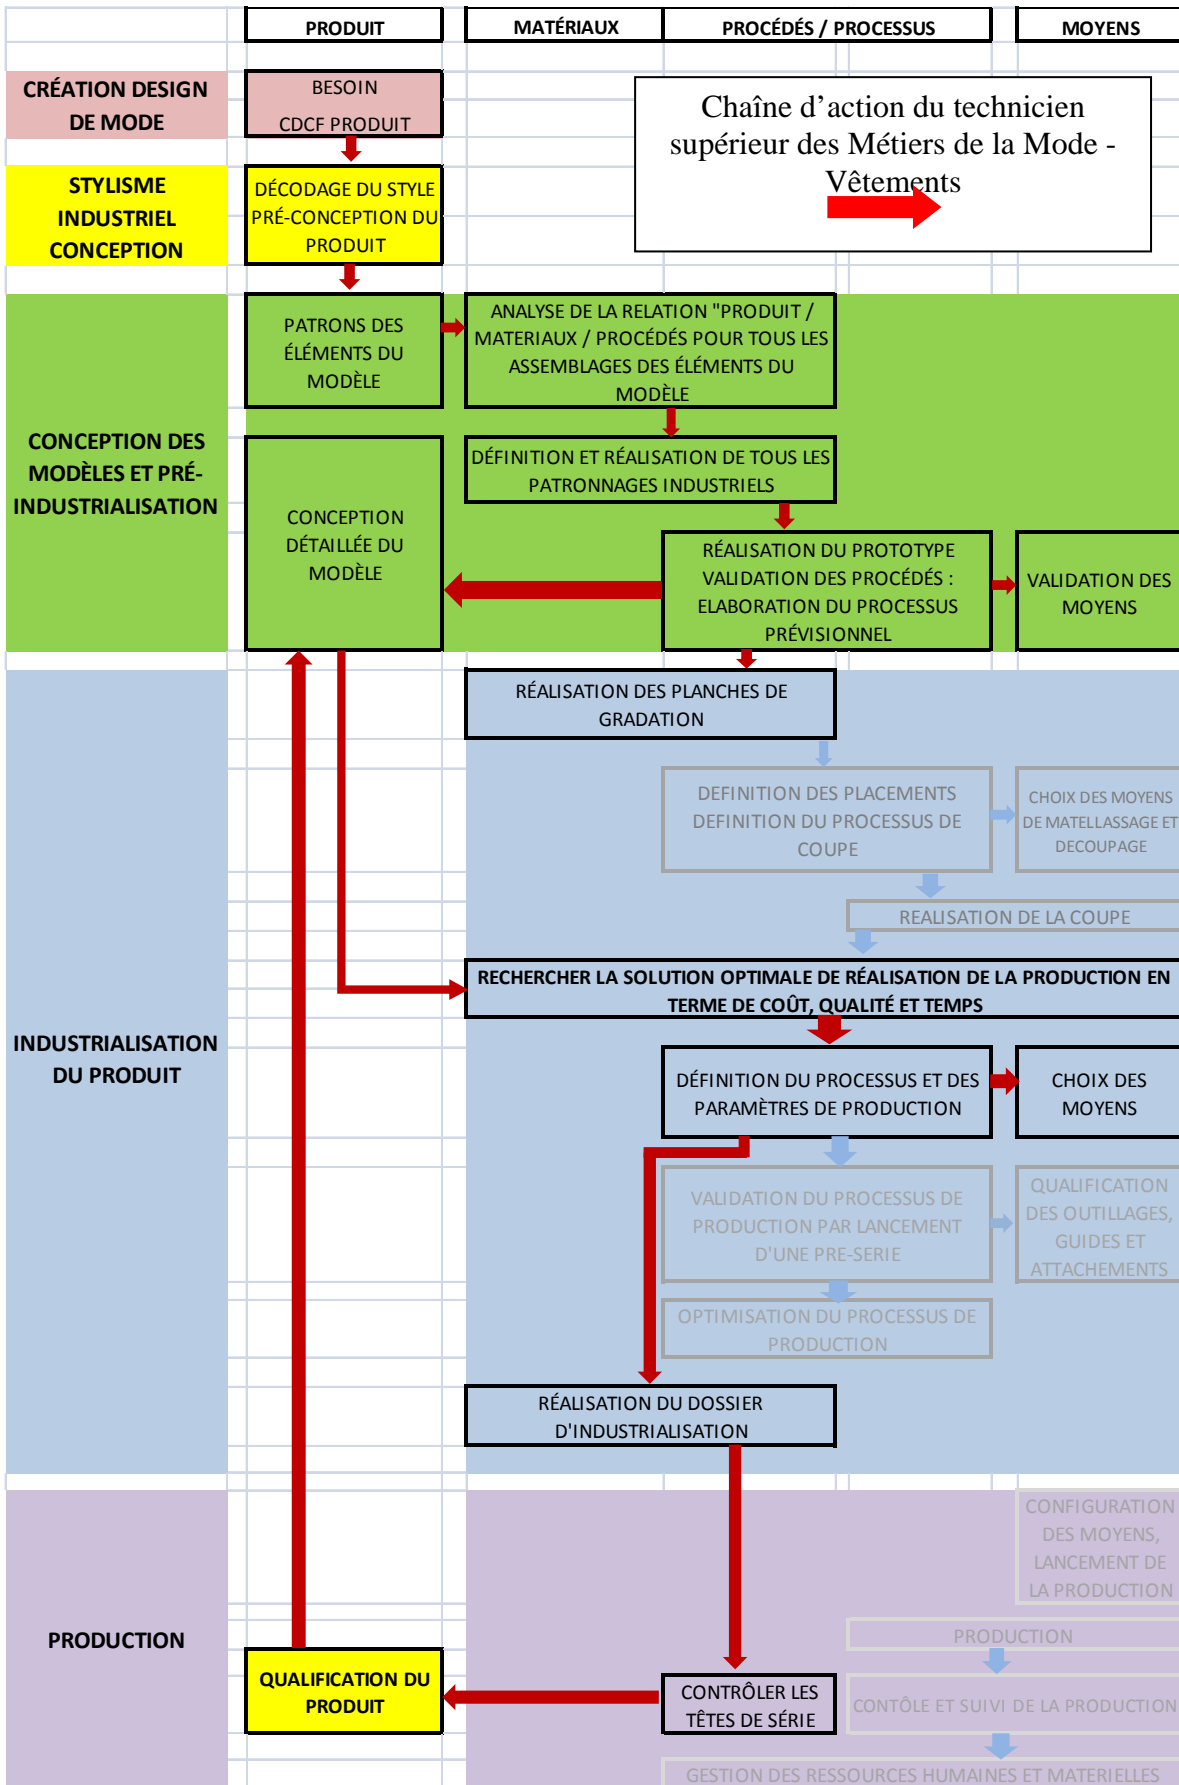 PRODUIT
MATÉRIAUX
PROCÉDÉS / PROCESSUS
MOYENS
CRÉATION DESIGN
DE MODE
BESOIN
CDCF PRODUIT
Chaîne d'action du technicien
supérieur des Métiers de la Mode -
Vêtements
STYLISME
INDUSTRIEL
CONCEPTION
DÉCODAGE DU STYLE
PRÉ-CONCEPTION DU
PRODUIT
CONCEPTION DES
MODÈLES ET PRÉ-
INDUSTRIALISATION
PATRONS DES
ÉLÉMENTS DU
MODÈLE
ANALYSE DE LA RELATION "PRODUIT /
MATERIAUX / PROCÉDÉS POUR TOUS LES
ASSEMBLAGES DES ÉLÉMENTS DU
MODÈLE
DÉFINITION ET RÉALISATION DE TOUS LES
PATRONNAGES INDUSTRIELS
CONCEPTION
DÉTAILLÉE DU
MODÈLE
RÉALISATION DU PROTOTYPE
VALIDATION DES PROCÉDÉS :
ELABORATION DU PROCESSUS
PRÉVISIONNEL
VALIDATION DES
MOYENS
INDUSTRIALISATION
DU PRODUIT
RÉALISATION DES PLANCHES DE
GRADATION
DEFINITION DES PLACEMENTS
DEFINITION DU PROCESSUS DE
COUPE
CHOIX DES MOYENS
DE MATELLASSAGE ET
DECOUPAGE
REALISATION DE LA COUPE
RECHERCHER LA SOLUTION OPTIMALE DE RÉALISATION DE LA PRODUCTION EN
TERME DE COÛT, QUALITÉ ET TEMPS
DÉFINITION DU PROCESSUS ET DES
PARAMÈTRES DE PRODUCTION
CHOIX DES
MOYENS
VALIDATION DU PROCESSUS DE
PRODUCTION PAR LANCEMENT
D'UNE PRE-SERIE
QUALIFICATION
DES OUTILLAGES,
GUIDES ET
ATTACHEMENTS
OPTIMISATION DU PROCESSUS DE
PRODUCTION
RÉALISATION DU DOSSIER
D'INDUSTRIALISATION
PRODUCTION
CONFIGURATION
DES MOYENS,
LANCEMENT DE
LA PRODUCTION
PRODUCTION
QUALIFICATION DU
PRODUIT
CONTRÔLER LES
TÊTES DE SÉRIE
CONTÔLE ET SUIVI DE LA PRODUCTION
GESTION DES RESSOURCES HUMAINES ET MATERIELLES